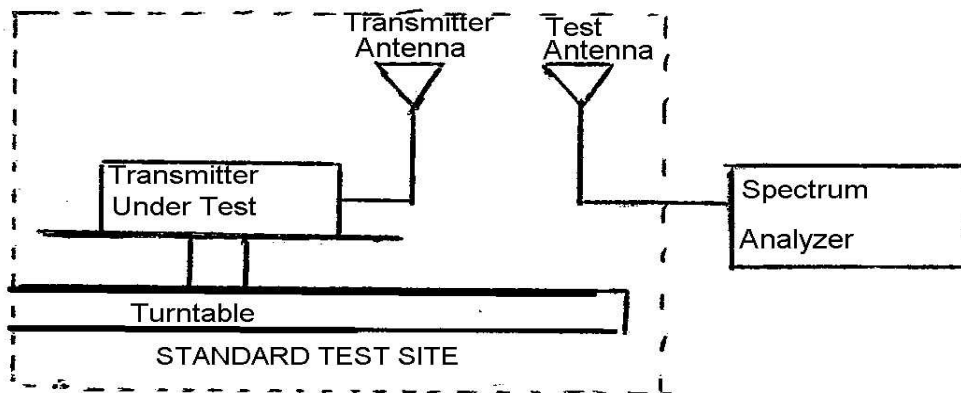 Transmitter
Antenna
Test
Antenna
Transmitter
Under Test
Spectrum
Analyzer
Turntable
STANDARD TEST SITE